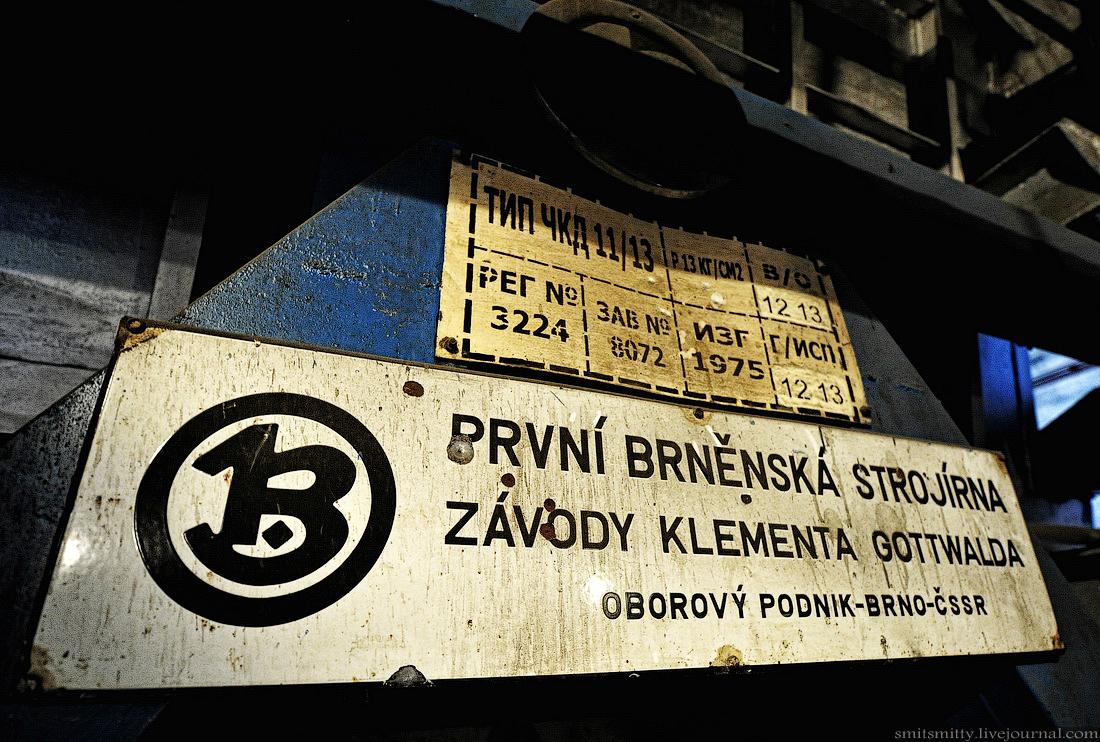 ТИП ЧКД 11/13
Р 13 КГ/СМ2
В/О
12.13.
РЕГ №
3224
ЗАВ №
8072
ИЗГ
1975
Г/ИСП
12.13.
B
PRVNÍ BRNĚNSKÁ STROJÍRNA
ZÁVODY KLEMENTA GOTTWALDA
OBOROVÝ PODNIK-BRNO-ČSSR
smitsmitty.livejournal.com